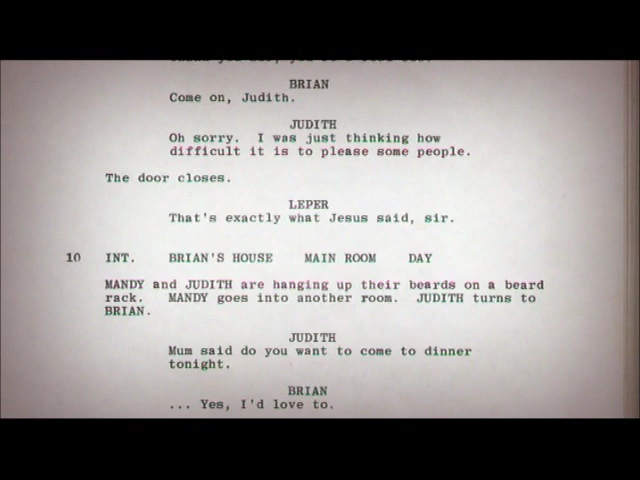 BRIAN
Come on, Judith.
JUDITH
Oh sorry. I was just thinking how
difficult it is to please some people.
The door closes.
LEPER
That's exactly what Jesus said, sir.
10 INT. BRIAN'S HOUSE MAIN ROOM DAY
MANDY and JUDITH are hanging up their beards on a beard
rack. MANDY goes into another room. JUDITH turns to
BRIAN.
JUDITH
Mum said do you want to come to dinner
tonight.
BRIAN
... Yes, I'd love to.